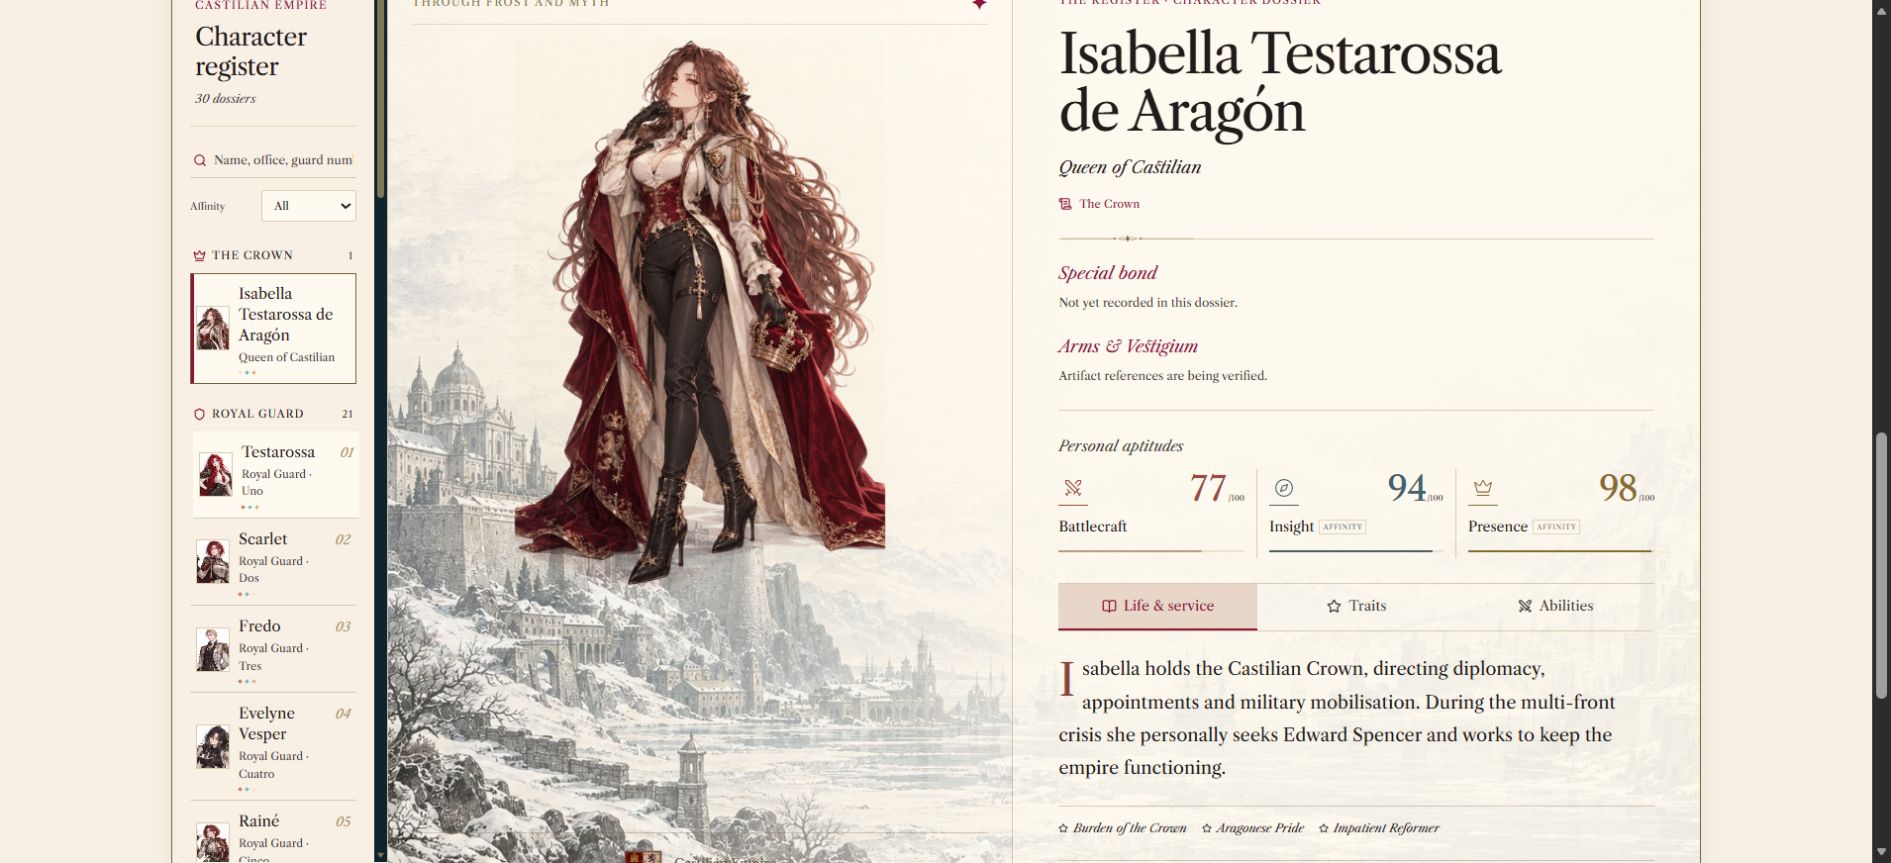 CASTILIAN EMPIRE
Character
register
30 dossiers
Name, office, guard num
Affinity
All
THE CROWN 1
Isabella
Testarossa de
Aragón
Queen of Castilian
ROYAL GUARD 21
Testarossa 01
Royal Guard ·
Uno
Scarlet 02
Royal Guard ·
Dos
Fredo 03
Royal Guard ·
Tres
Evelyne 04
Vesper
Royal Guard ·
Cuatro
Rainé 05
Royal Guard ·
Cinco
THROUGH FROST AND MYTH
Castilian Empire
THE REGISTER · CHARACTER DOSSIER
Isabella Testarossa
de Aragón
Queen of Castilian
The Crown
Special bond
Not yet recorded in this dossier.
Arms & Vestigium
Artifact references are being verified.
Personal aptitudes
77 /100
Battlecraft
94 /100
Insight AFFINITY
98 /100
Presence AFFINITY
Life & service
Traits
Abilities
Isabella holds the Castilian Crown, directing diplomacy,
appointments and military mobilisation. During the multi-front
crisis she personally seeks Edward Spencer and works to keep the
empire functioning.
Burden of the Crown Aragonese Pride Impatient Reformer